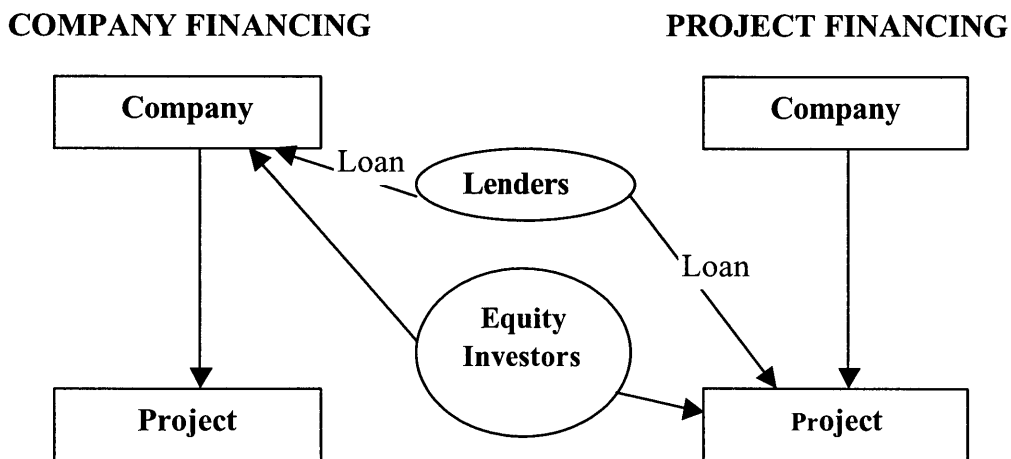 COMPANY FINANCING
PROJECT FINANCING
Company
Company
Loan
Lenders
Loan
Equity
Investors
Project
Project